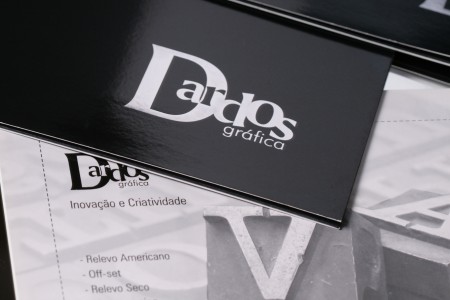 Dardos
gráfica
Dardos
gráfica
Inovação e Criatividade
- Relevo Americano
- Off-set
- Relevo Seco
V A